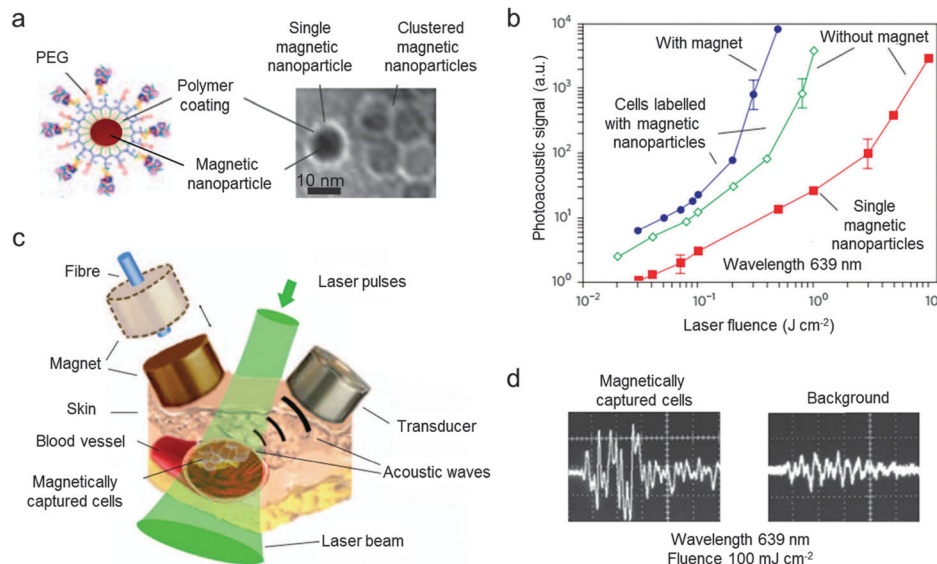 a
PEG
Single
magnetic
nanoparticle
Clustered
magnetic
nanoparticles
Polymer
coating
Magnetic
nanoparticle
10 nm
b
Photoacoustic signal (a.u.)
10⁴
10³
10²
10¹
10⁰
With magnet
Without magnet
Cells labelled
with magnetic
nanoparticles
Single
magnetic
nanoparticles
Wavelength 639 nm
10⁻²
10⁻¹
10⁰
10
Laser fluence (J cm⁻²)
c
Fibre
Laser pulses
Magnet
Skin
Transducer
Blood vessel
Acoustic waves
Magnetically
captured cells
Laser beam
d
Magnetically
captured cells
Background
Wavelength 639 nm
Fluence 100 mJ cm⁻²